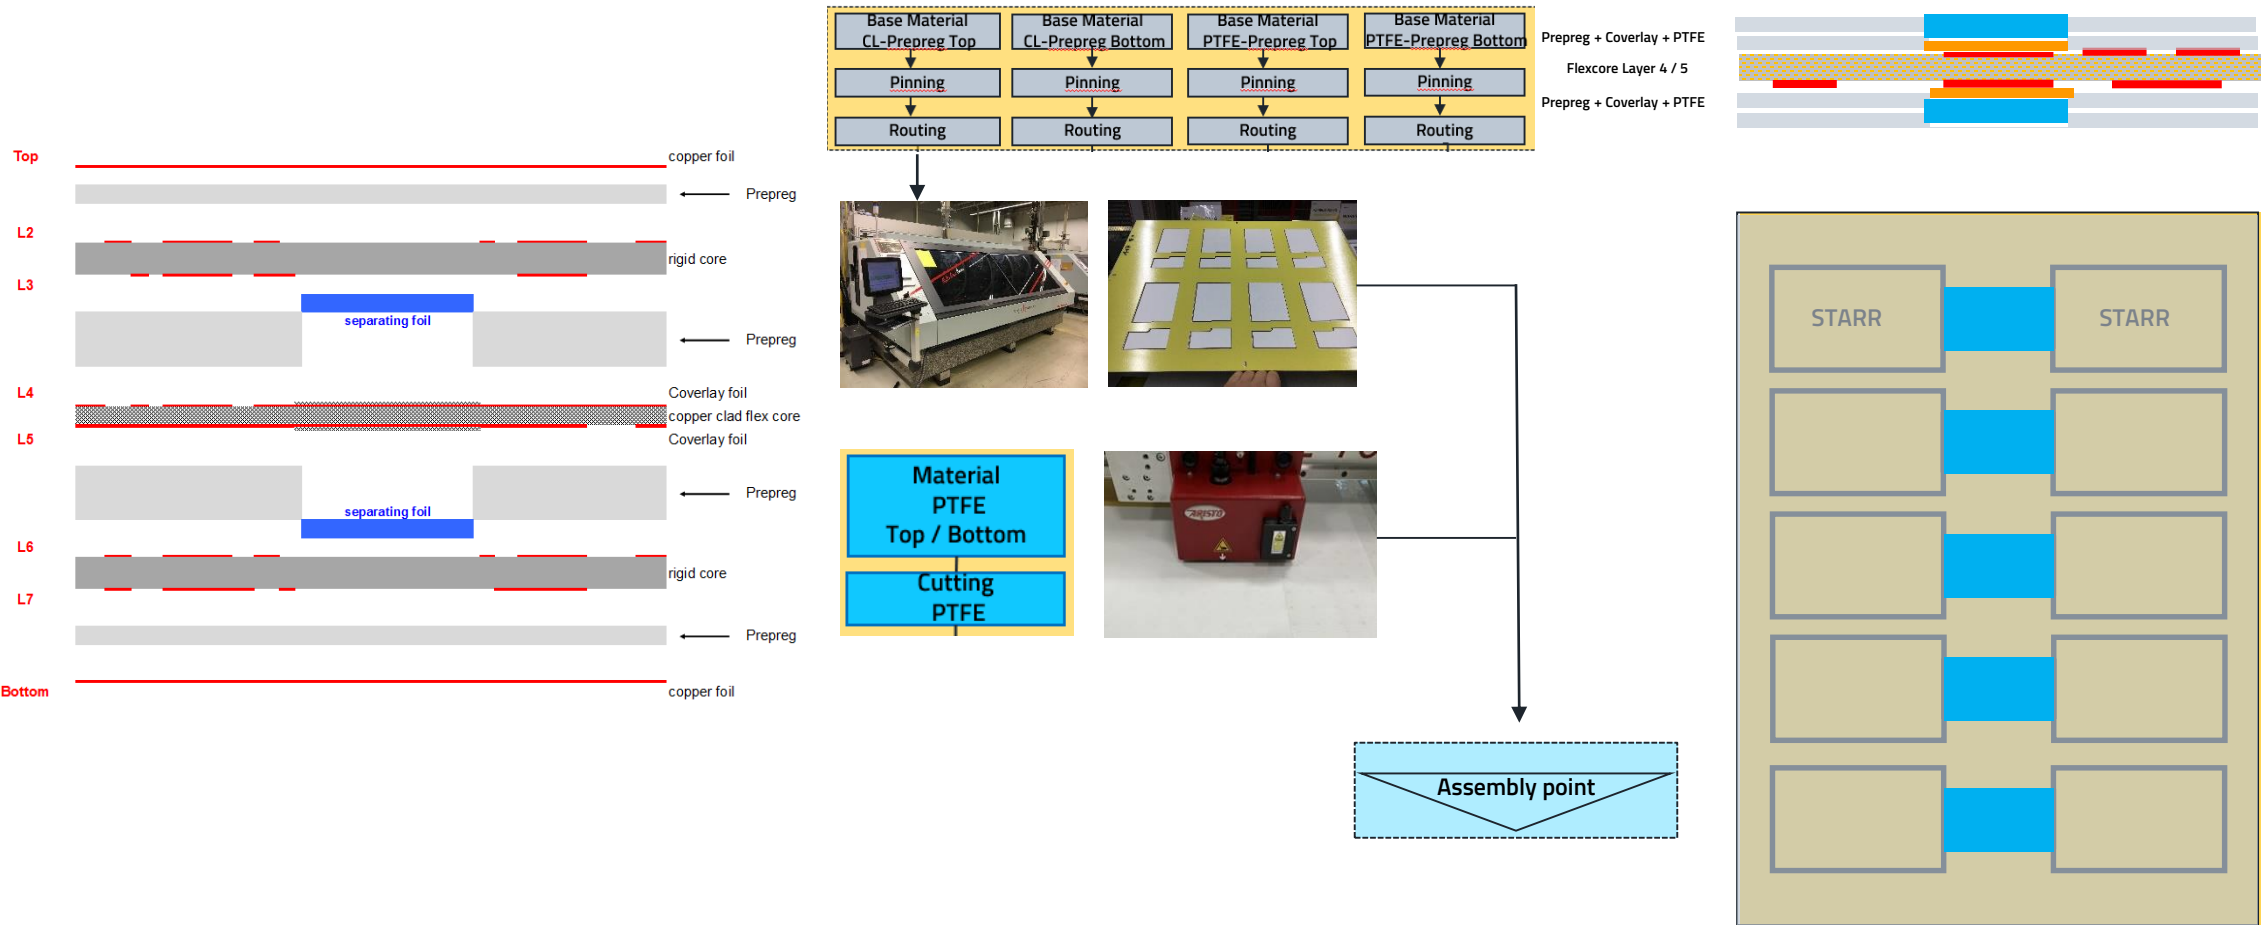 Top
copper foil
Prepreg
L2
rigid core
L3
separating foil
Prepreg
L4
Coverlay foil
copper clad flex core
L5
Coverlay foil
Prepreg
separating foil
L6
rigid core
L7
Prepreg
Bottom
copper foil
Base Material
CL-Prepreg Top
Pinning
Routing
Base Material
CL-Prepreg Bottom
Pinning
Routing
Base Material
PTFE-Prepreg Top
Pinning
Routing
Base Material
PTFE-Prepreg Bottom
Pinning
Routing
Material
PTFE
Top / Bottom
Cutting
PTFE
ARISTO
Assembly point
Prepreg + Coverlay + PTFE
Flexcore Layer 4 / 5
Prepreg + Coverlay + PTFE
STARR
STARR